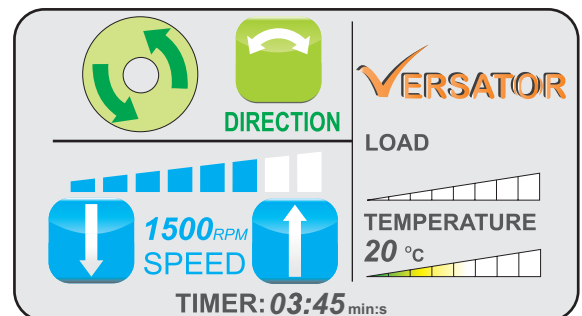 DIRECTION
1500RPM
SPEED
VERSATOR
LOAD
TEMPERATURE
20 °C
TIMER: 03:45 min:s